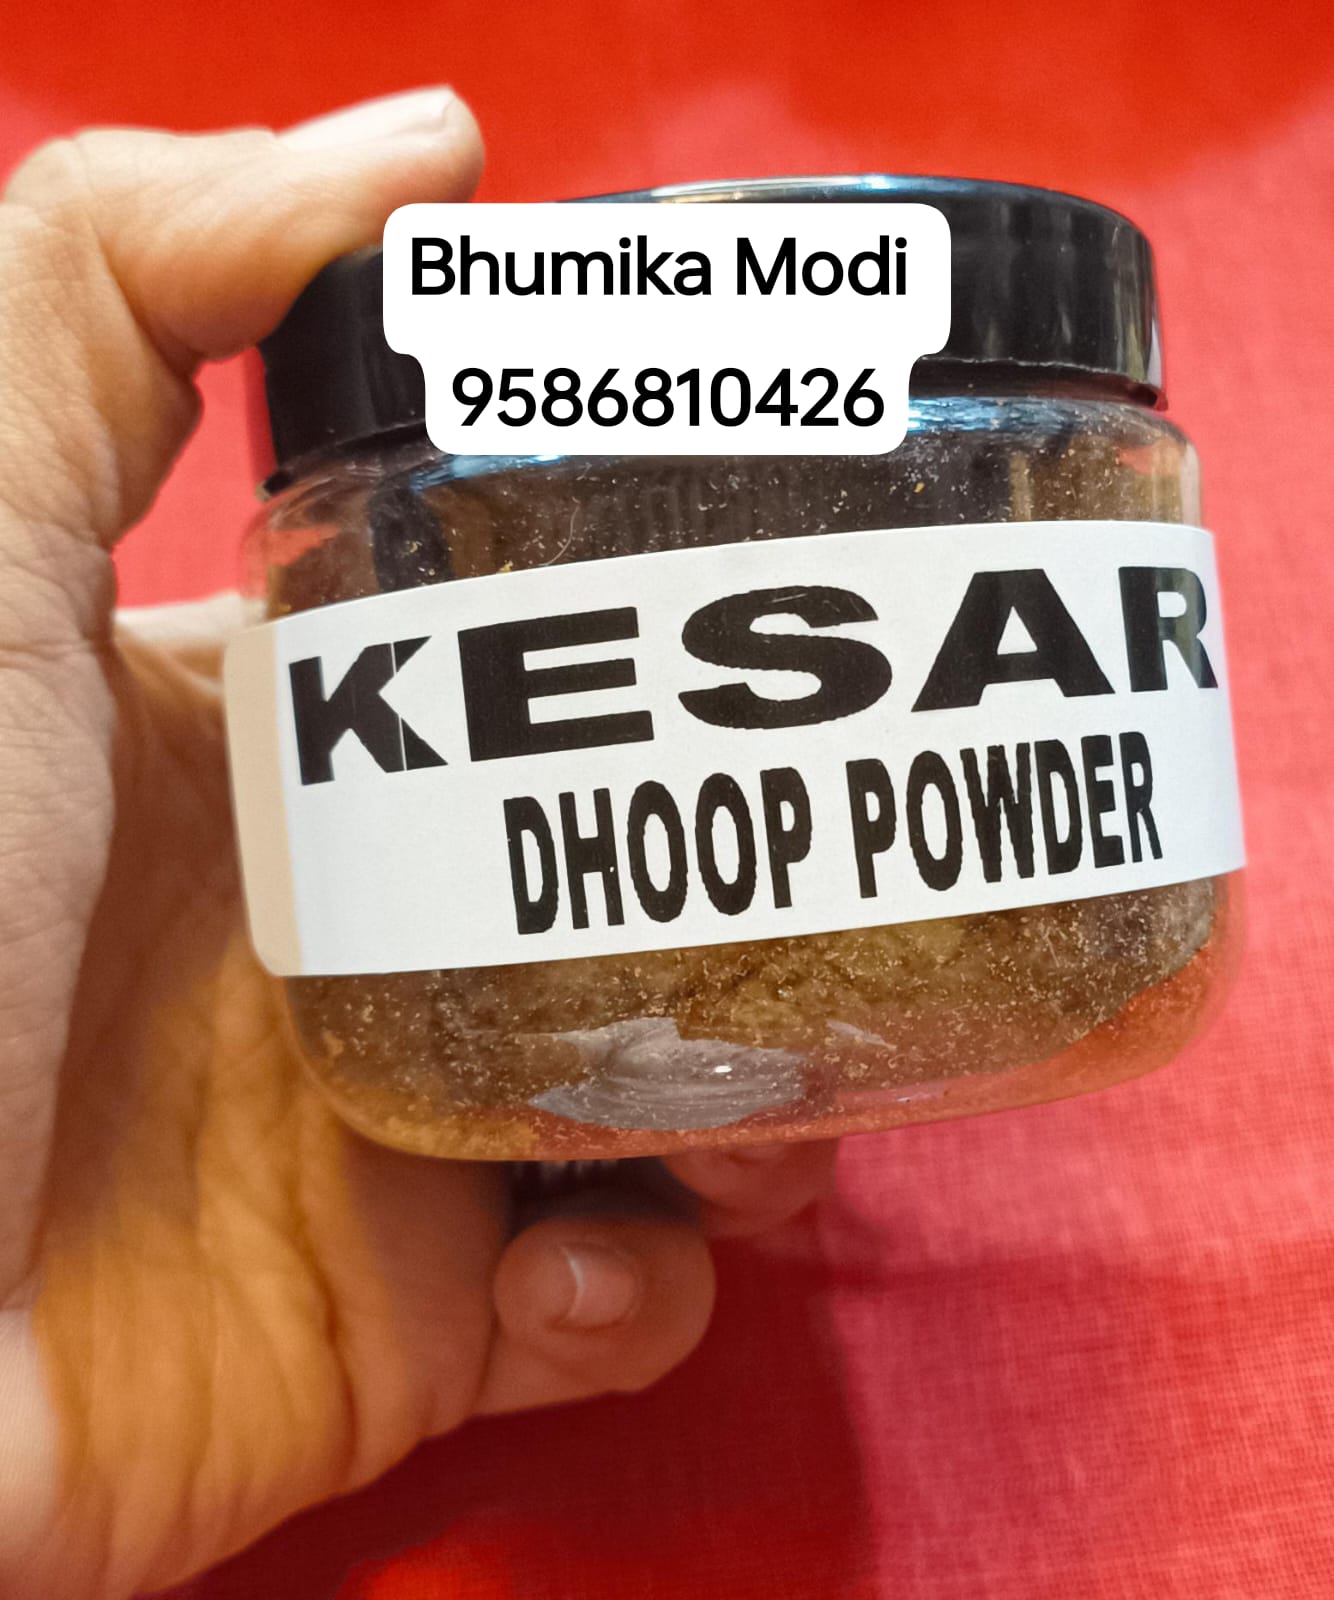 Bhumika Modi
9586810426
KESAR
DHOOP POWDER